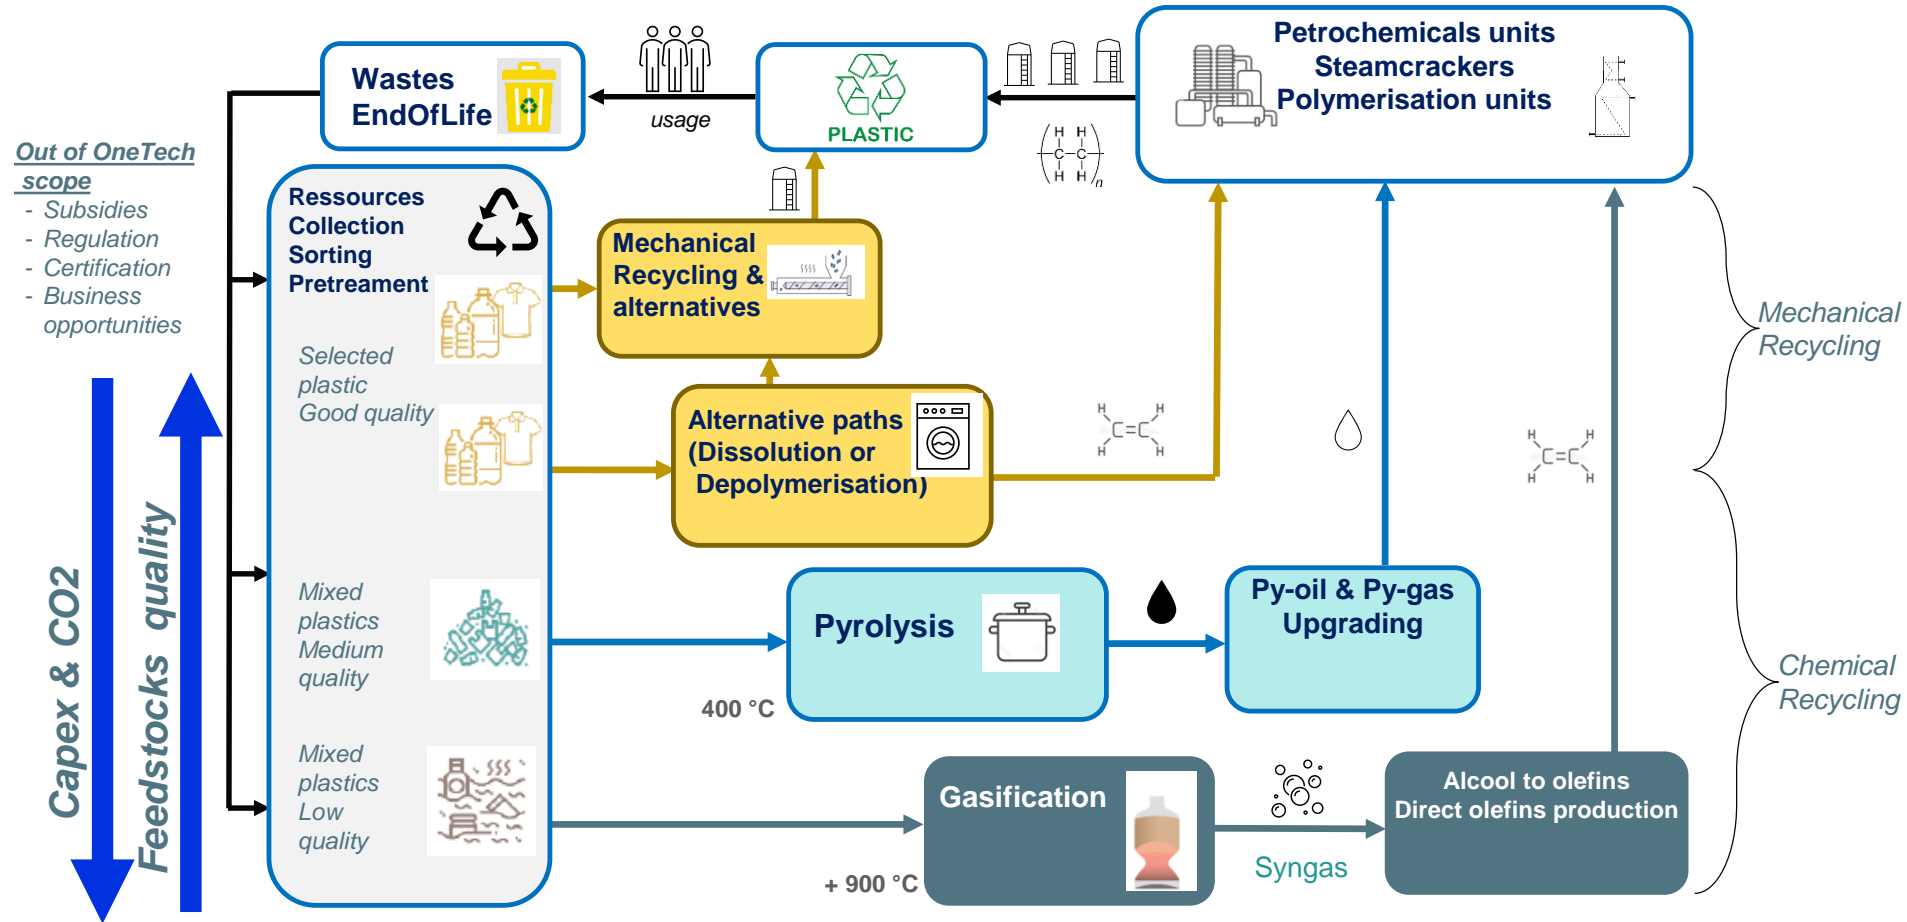 Petrochemicals units
Steamcrackers
Polymerisation units
Wastes
EndOfLife
usage
PLASTIC
H H
C C
H H
n
Out of OneTech
scope
- Subsidies
- Regulation
- Certification
- Business
opportunities
Ressources
Collection
Sorting
Pretreament
Selected
plastic
Good quality
Mechanical
Recycling &
alternatives
Alternative paths
(Dissolution or
Depolymerisation)
H H
C=C
H H
H H
C=C
H H
Mechanical
Recycling
Capex & CO2
Feedstocks quality
Mixed
plastics
Medium
quality
Pyrolysis
400 °C
Py-oil & Py-gas
Upgrading
Chemical
Recycling
Mixed
plastics
Low
quality
Gasification
+ 900 °C
Syngas
Alcool to olefins
Direct olefins production